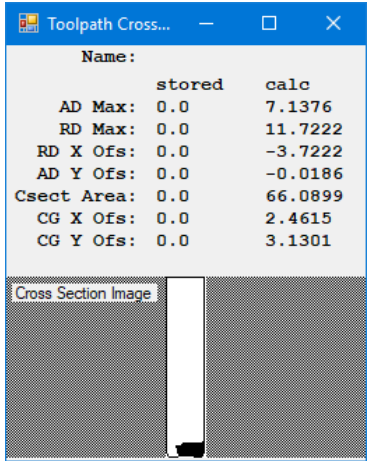 Toolpath Cross...
Name:
stored calc
AD Max: 0.0 7.1376
RD Max: 0.0 11.7222
RD X Ofs: 0.0 -3.7222
AD Y Ofs: 0.0 -0.0186
Csect Area: 0.0 66.0899
CG X Ofs: 0.0 2.4615
CG Y Ofs: 0.0 3.1301
Cross Section Image